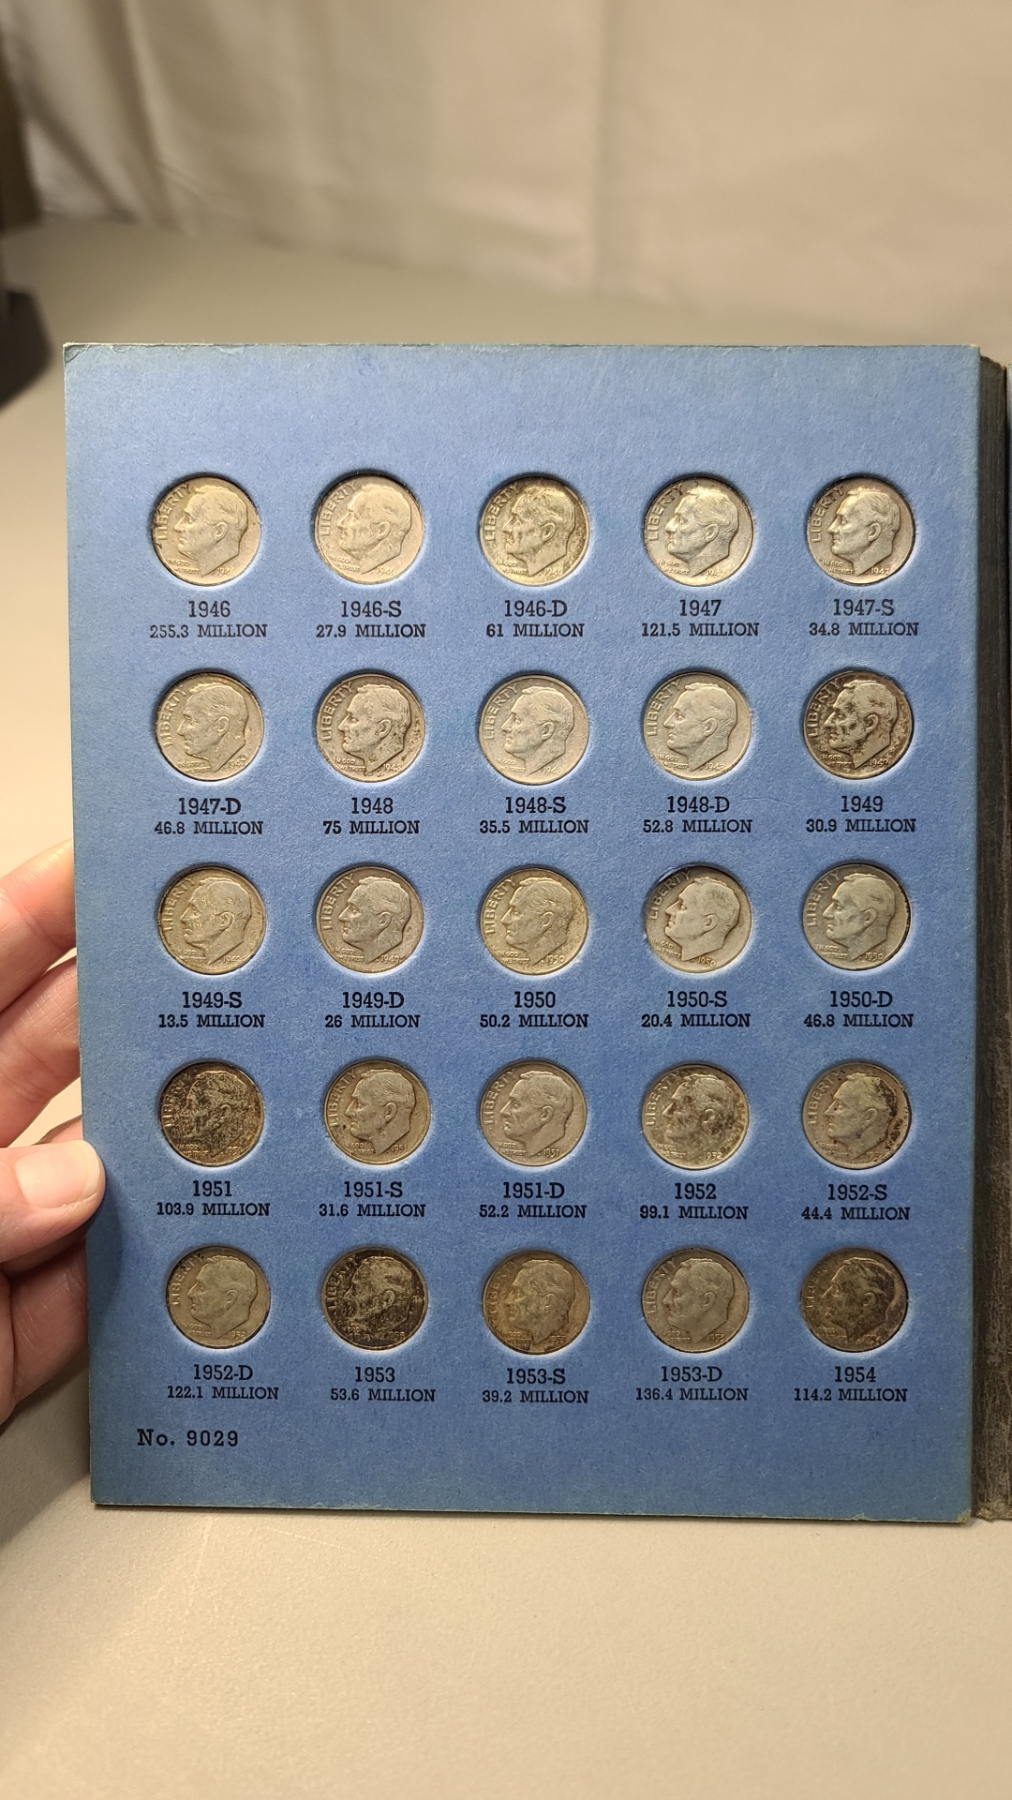 1946 1946-S 1946-D 1947 1947-S
255.3 MILLION 27.9 MILLION 61 MILLION 121.5 MILLION 34.8 MILLION
1947-D 1948 1948-S 1948-D 1949
46.8 MILLION 75 MILLION 35.5 MILLION 52.8 MILLION 30.9 MILLION
1949-S 1949-D 1950 1950-S 1950-D
13.5 MILLION 26 MILLION 50.2 MILLION 20.4 MILLION 46.8 MILLION
1951 1951-S 1951-D 1952 1952-S
103.9 MILLION 31.6 MILLION 52.2 MILLION 99.1 MILLION 44.4 MILLION
1952-D 1953 1953-S 1953-D 1954
122.1 MILLION 53.6 MILLION 39.2 MILLION 136.4 MILLION 114.2 MILLION
No. 9029